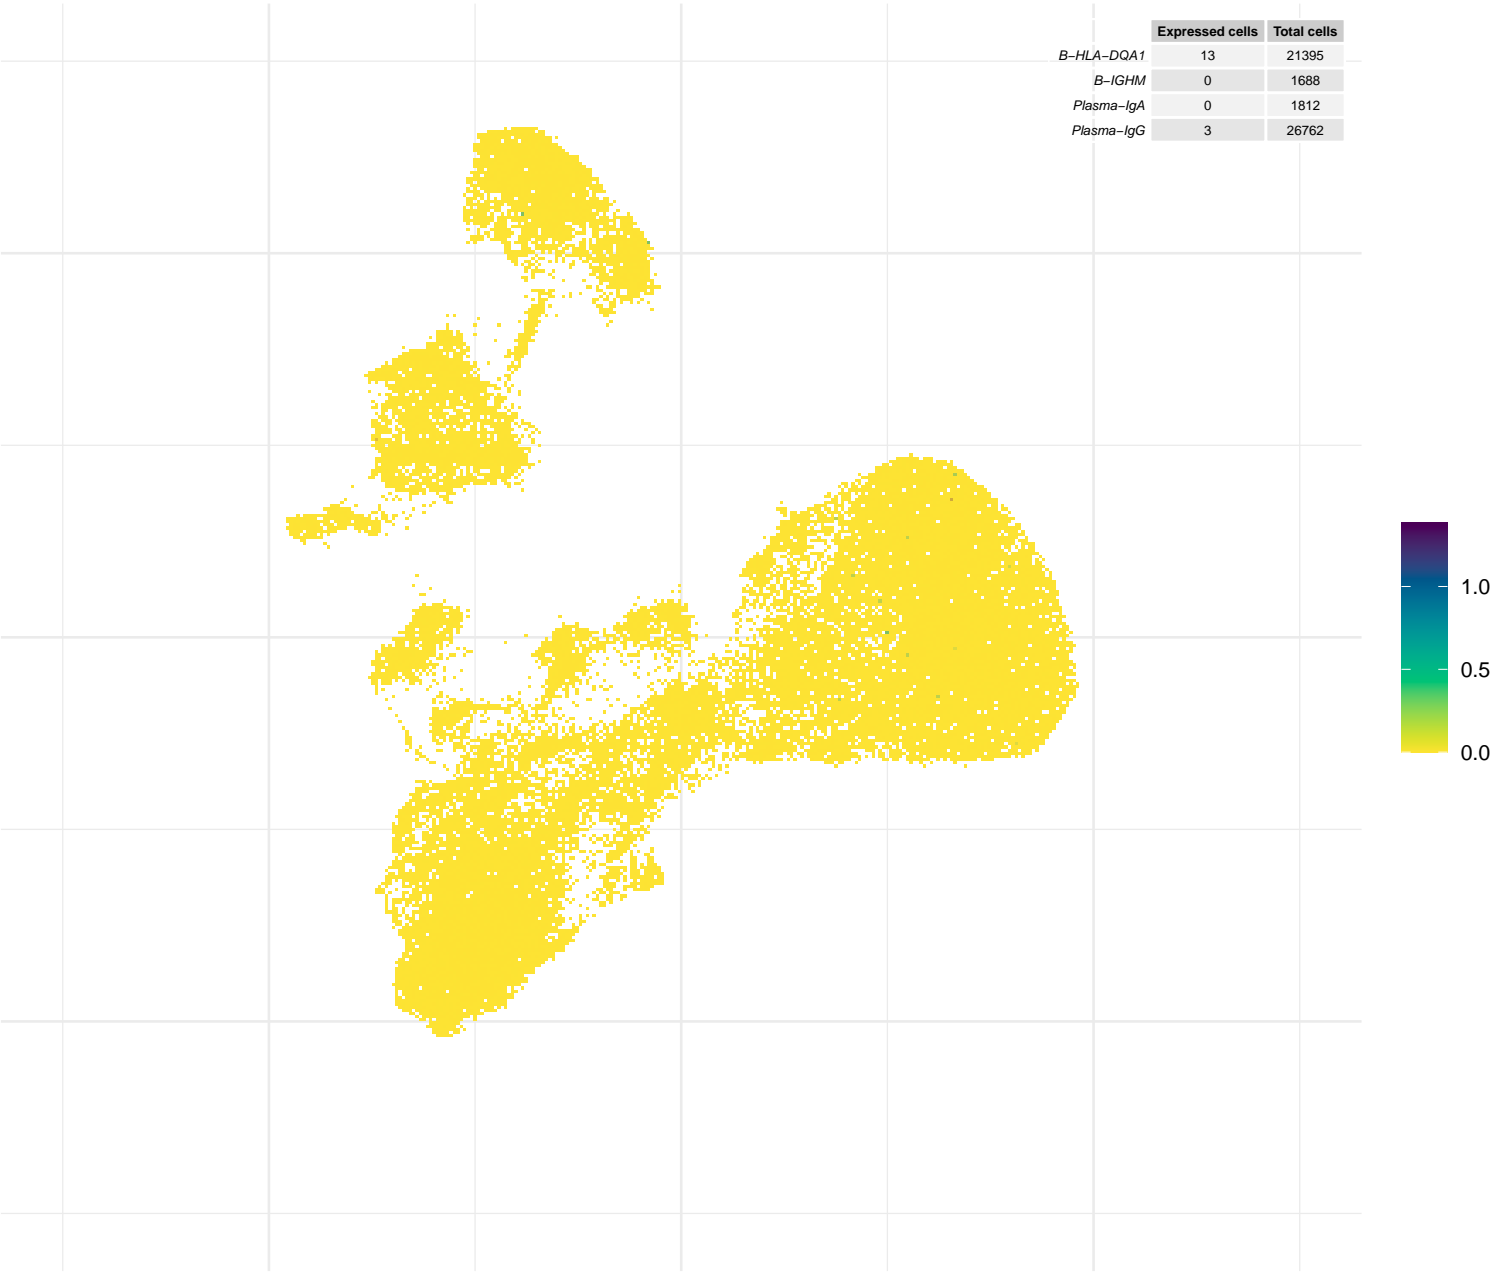 Expressed cells Total cells
B−HLA−DQA1 13 21395
B−IGHM 0 1688
Plasma−IgA 0 1812
Plasma−IgG 3 26762
1.0
0.5
0.0